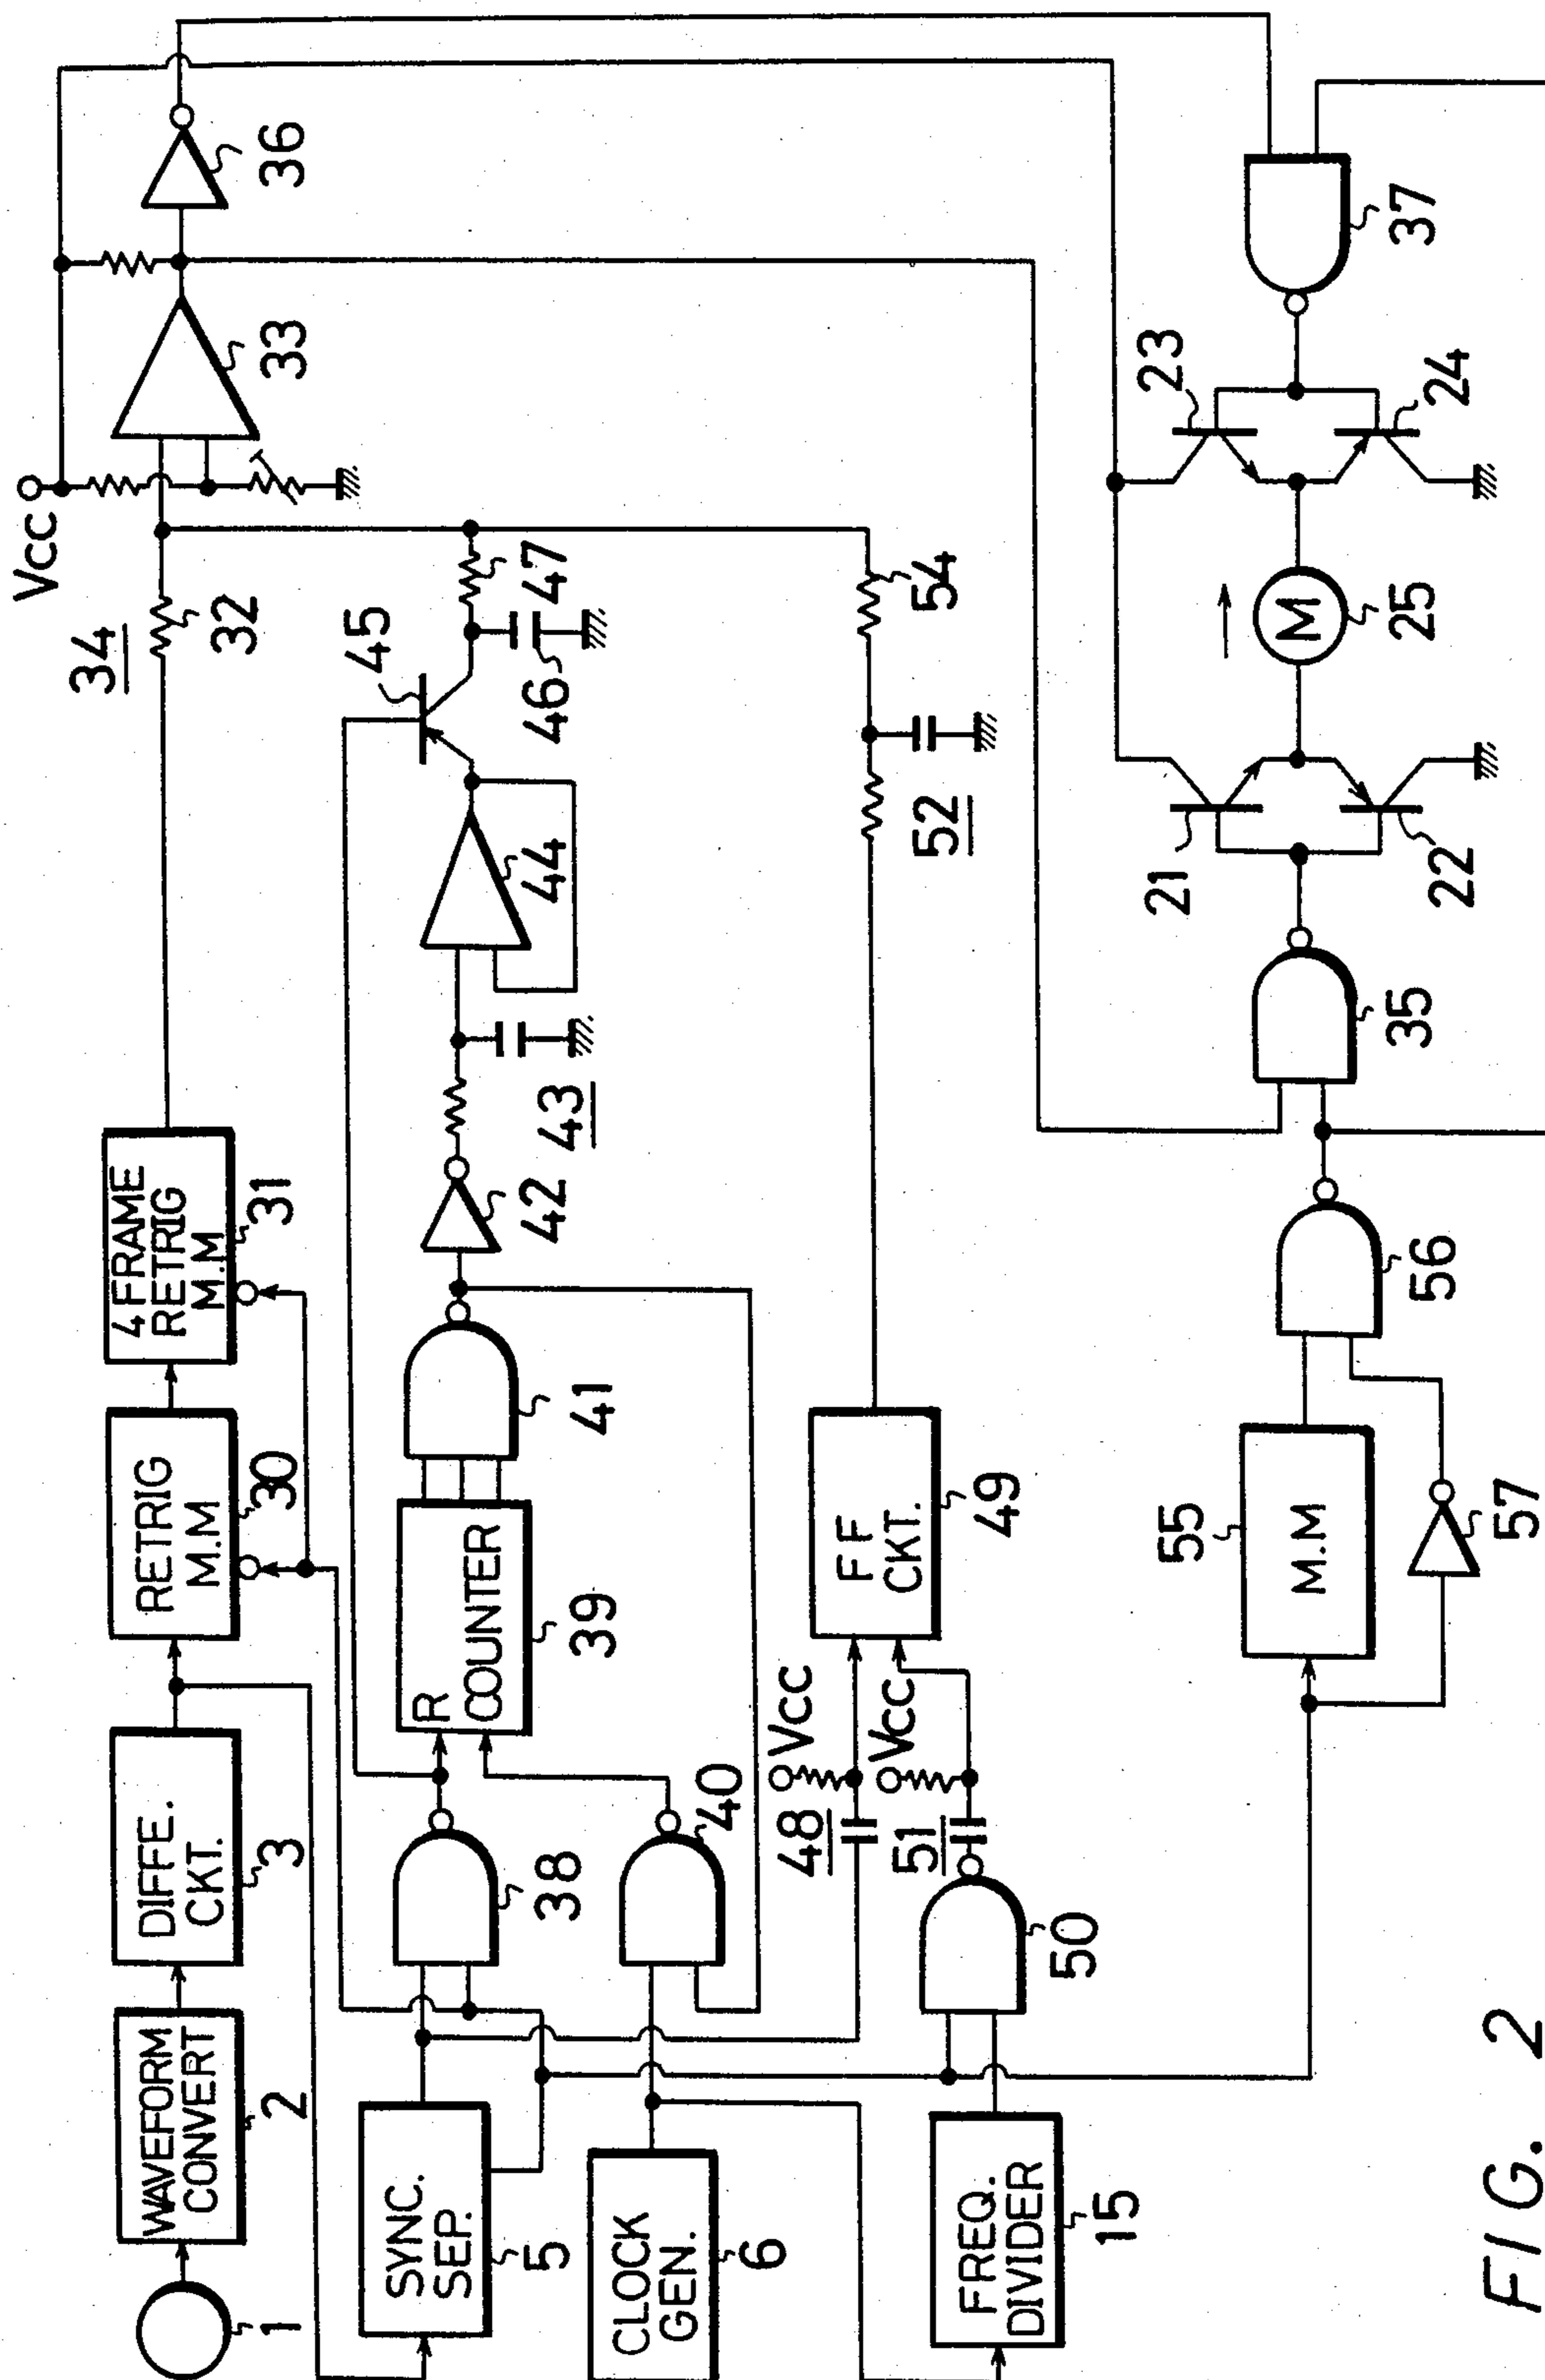 1
WAVEFORM
CONVERT
2
DIFFE.
CKT.
3
RETRIG
M.M
30
4 FRAME
RETRIG
M.M
31
34
32
Vcc
33
36
SYNC.
SEP.
5
38
R
COUNTER
39
41
42
43
44
45
46
47
CLOCK
GEN.
6
40
48
Vcc
51
Vcc
FF
CKT.
49
52
54
FREQ.
DIVIDER
15
50
55
M.M
57
56
35
21
22
M
25
23
24
37
FIG. 2